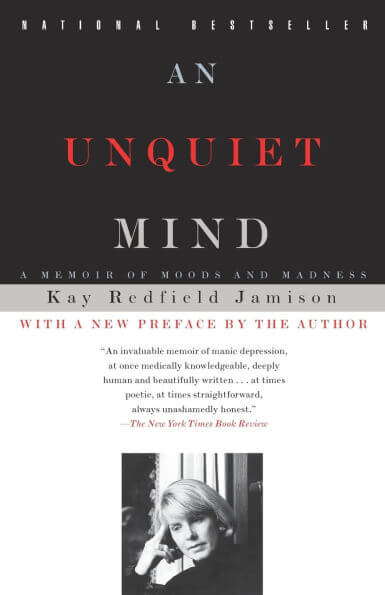 NATIONAL BESTSELLER
AN
UNQUIET
MIND
A MEMOIR OF MOODS AND MADNESS
Kay Redfield Jamison
WITH A NEW PREFACE BY THE AUTHOR
“An invaluable memoir of manic depression,
at once medically knowledgeable, deeply
human and beautifully written . . . at times
poetic, at times straightforward,
always unashamedly honest.”
—The New York Times Book Review